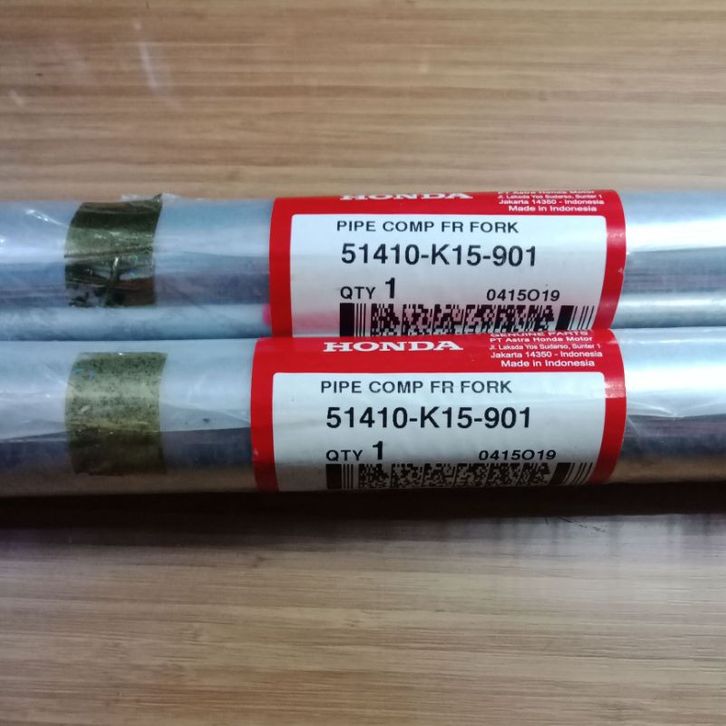 HONDA
PT Astra Honda Motor
Jl. Laksda Yos Sudarso, Sunter 1
Jakarta 14350 - Indonesia
Made in Indonesia
PIPE COMP FR FORK
51410-K15-901
QTY 1 0415O19
GENUINE PARTS
HONDA
PT Astra Honda Motor
Jl. Laksda Yos Sudarso, Sunter 1
Jakarta 14350 - Indonesia
Made in Indonesia
PIPE COMP FR FORK
51410-K15-901
QTY 1 0415O19